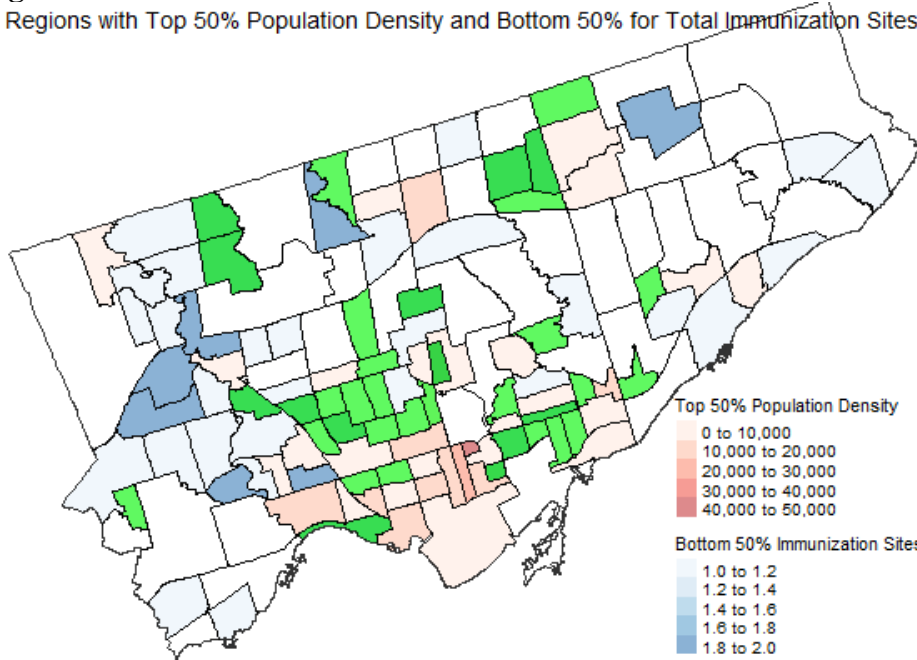 Regions with Top 50% Population Density and Bottom 50% for Total Immunization Sites
Top 50% Population Density
0 to 10,000
10,000 to 20,000
20,000 to 30,000
30,000 to 40,000
40,000 to 50,000
Bottom 50% Immunization Sites
1.0 to 1.2
1.2 to 1.4
1.4 to 1.6
1.6 to 1.8
1.8 to 2.0